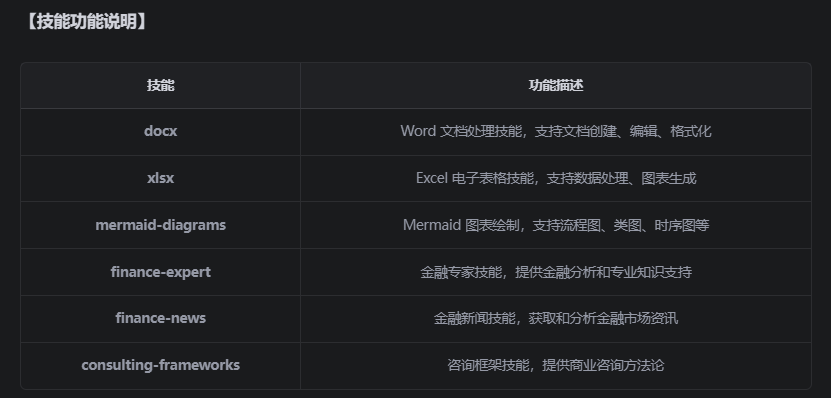 【技能功能说明】
技能 功能描述
docx Word 文档处理技能，支持文档创建、编辑、格式化
xlsx Excel 电子表格技能，支持数据处理、图表生成
mermaid-diagrams Mermaid 图表绘制，支持流程图、类图、时序图等
finance-expert 金融专家技能，提供金融分析和专业知识支持
finance-news 金融新闻技能，获取和分析金融市场资讯
consulting-frameworks 咨询框架技能，提供商业咨询方法论